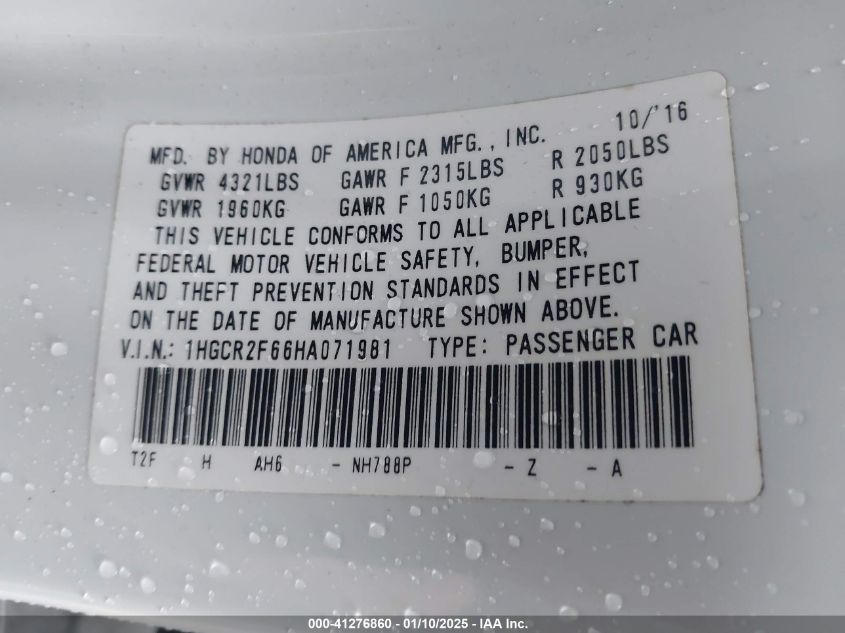 10/'16
MFD. BY HONDA OF AMERICA MFG., INC.
GVWR 4321LBS GAWR F 2315LBS R 2050LBS
GVWR 1960KG GAWR F 1050KG R 930KG
THIS VEHICLE CONFORMS TO ALL APPLICABLE
FEDERAL MOTOR VEHICLE SAFETY, BUMPER,
AND THEFT PREVENTION STANDARDS IN EFFECT
ON THE DATE OF MANUFACTURE SHOWN ABOVE.
V.I.N.: 1HGCR2F66HA071981 TYPE: PASSENGER CAR
T2F H AH6 - NH788P - Z - A
000-41276860 - 01/10/2025 - IAA Inc.